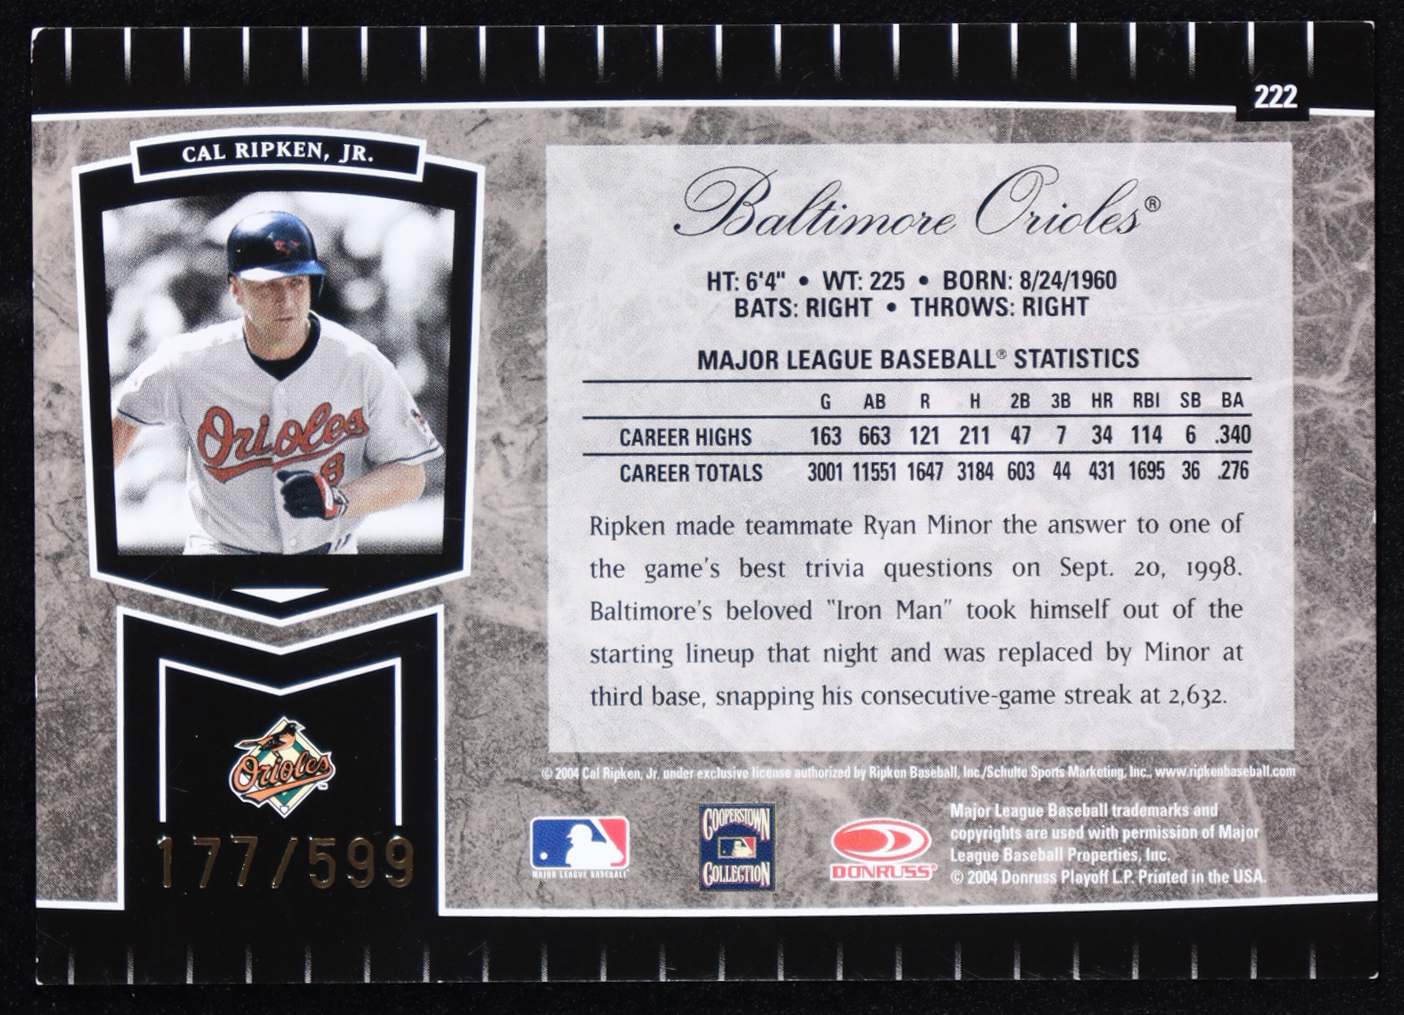 222
CAL RIPKEN, JR.
Orioles
8
Baltimore Orioles®
HT: 6'4" • WT: 225 • BORN: 8/24/1960
BATS: RIGHT • THROWS: RIGHT
MAJOR LEAGUE BASEBALL® STATISTICS
G AB R H 2B 3B HR RBI SB BA
CAREER HIGHS 163 663 121 211 47 7 34 114 6 .340
CAREER TOTALS 3001 11551 1647 3184 603 44 431 1695 36 .276
Ripken made teammate Ryan Minor the answer to one of
the game's best trivia questions on Sept. 20, 1998.
Baltimore's beloved "Iron Man" took himself out of the
starting lineup that night and was replaced by Minor at
third base, snapping his consecutive-game streak at 2,632.
Orioles
TM
177/599
© 2004 Cal Ripken, Jr. under exclusive license authorized by Ripken Baseball, Inc./Schulte Sports Marketing, Inc., www.ripkenbaseball.com
MAJOR LEAGUE BASEBALL
COOPERSTOWN
COLLECTION
DONRUSS®
Major League Baseball trademarks and
copyrights are used with permission of Major
League Baseball Properties, Inc.
© 2004 Donruss Playoff L.P. Printed in the USA.